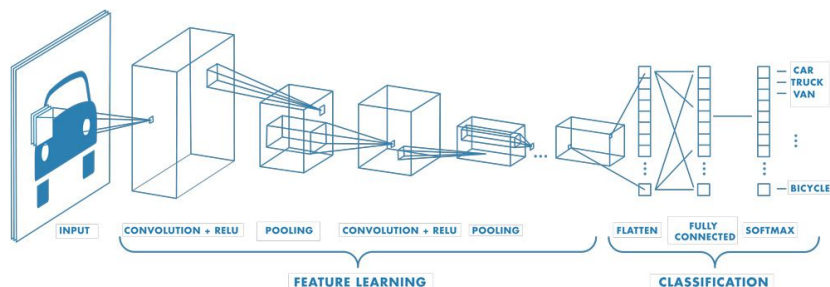 CAR
TRUCK
VAN
BICYCLE
INPUT
CONVOLUTION + RELU
POOLING
CONVOLUTION + RELU
POOLING
FLATTEN
FULLY
CONNECTED
SOFTMAX
FEATURE LEARNING
CLASSIFICATION